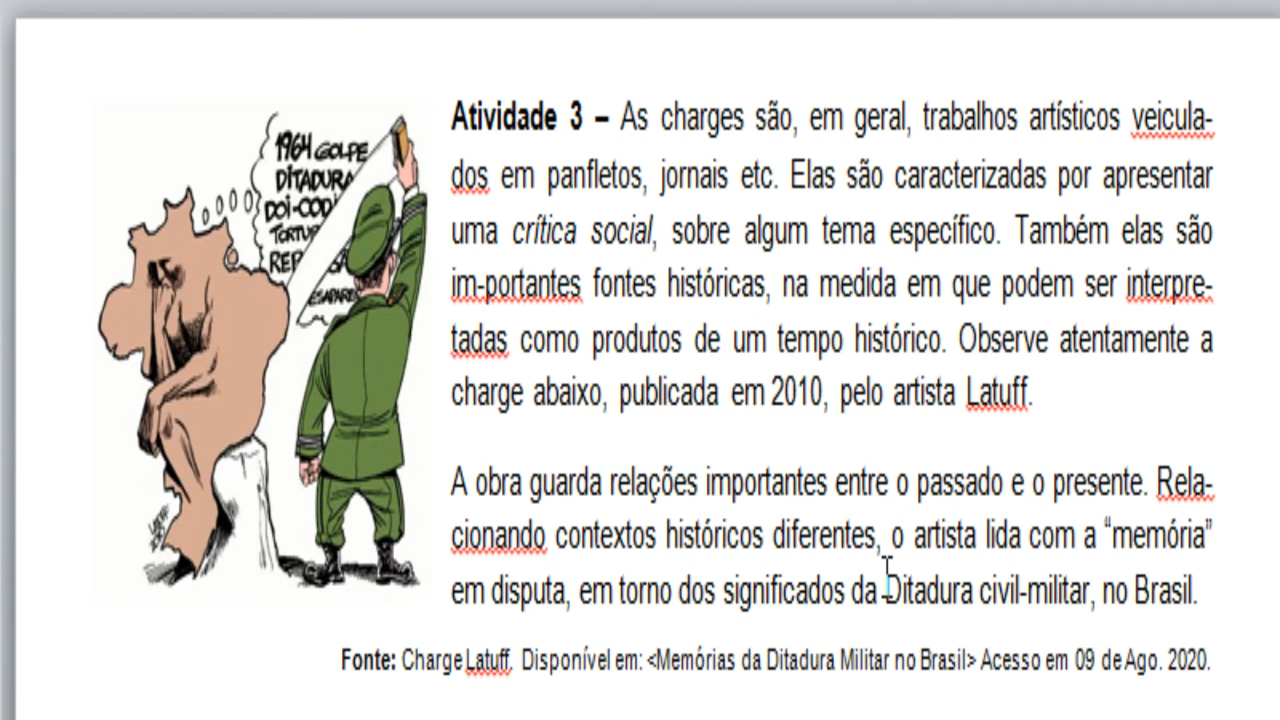 1964 GOLPE
DITADURA
DOI-CODI
TORTU
REP
ESAPARE
Atividade 3 – As charges são, em geral, trabalhos artísticos veicula-
dos em panfletos, jornais etc. Elas são caracterizadas por apresentar
uma crítica social, sobre algum tema específico. Também elas são
im-portantes fontes históricas, na medida em que podem ser interpre-
tadas como produtos de um tempo histórico. Observe atentamente a
charge abaixo, publicada em 2010, pelo artista Latuff.
A obra guarda relações importantes entre o passado e o presente. Rela-
cionando contextos históricos diferentes, o artista lida com a “memória”
em disputa, em torno dos significados da Ditadura civil-militar, no Brasil.
Fonte: Charge Latuff. Disponível em: <Memórias da Ditadura Militar no Brasil> Acesso em 09 de Ago. 2020.